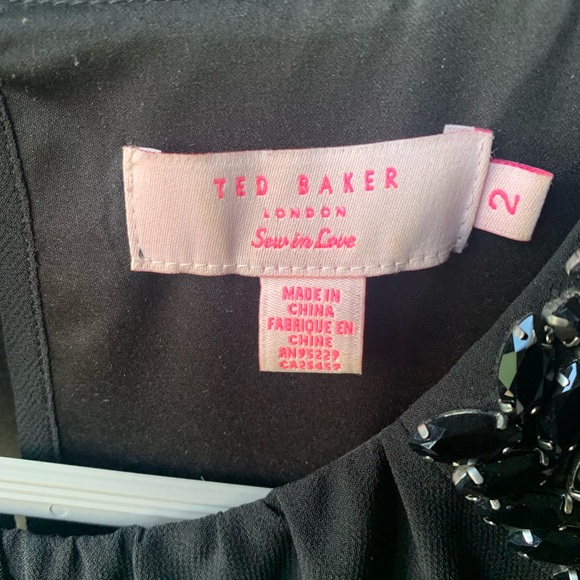 TED BAKER
LONDON
Sew in Love
2
MADE IN
CHINA
FABRIQUE EN
CHINE
RN95229
CA25459